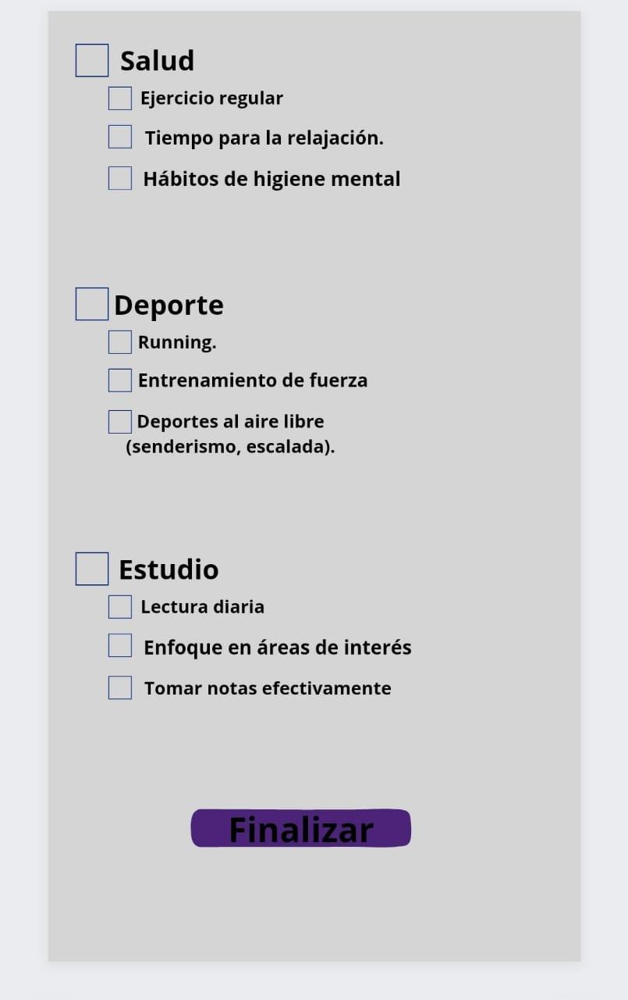 Salud
Ejercicio regular
Tiempo para la relajación.
Hábitos de higiene mental
Deporte
Running.
Entrenamiento de fuerza
Deportes al aire libre
(senderismo, escalada).
Estudio
Lectura diaria
Enfoque en áreas de interés
Tomar notas efectivamente
Finalizar